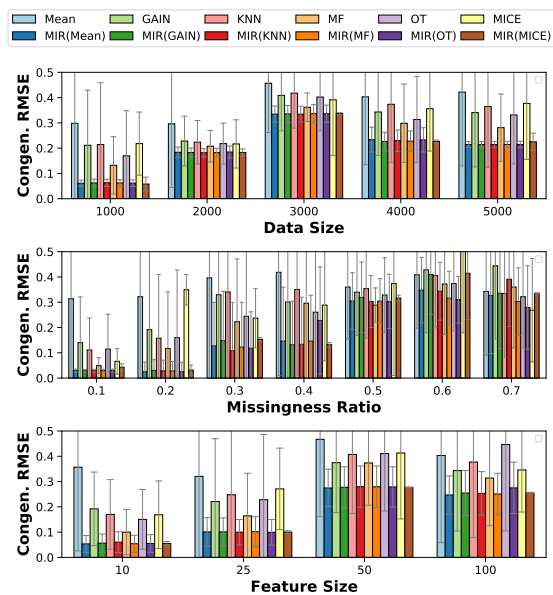 Mean GAIN KNN MF OT MICE
MIR(Mean) MIR(GAIN) MIR(KNN) MIR(MF) MIR(OT) MIR(MICE)
0.5
0.4
0.3
0.2
0.1
0.0
Congen. RMSE
1000 2000 3000 4000 5000
Data Size
0.5
0.4
0.3
0.2
0.1
0.0
Congen. RMSE
0.1 0.2 0.3 0.4 0.5 0.6 0.7
Missingness Ratio
0.5
0.4
0.3
0.2
0.1
0.0
Congen. RMSE
10 25 50 100
Feature Size